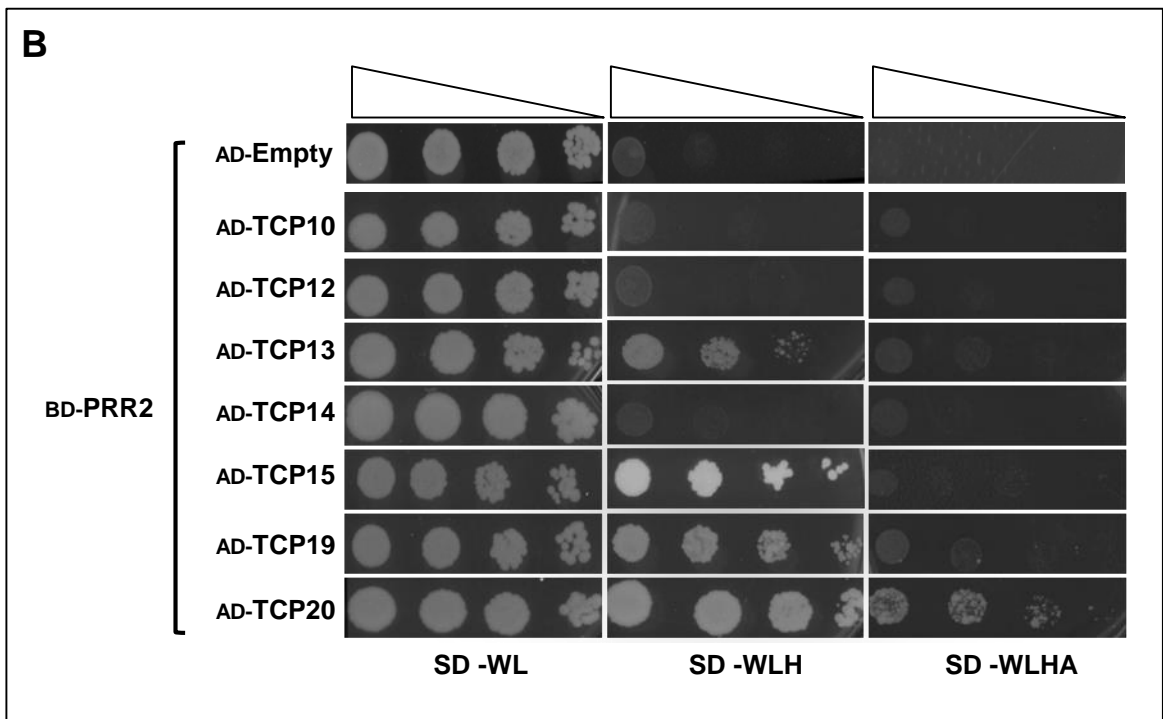 B
AD-Empty
AD-TCP10
AD-TCP12
AD-TCP13
BD-PRR2
AD-TCP14
AD-TCP15
AD-TCP19
AD-TCP20
SD -WL SD -WLH SD -WLHA